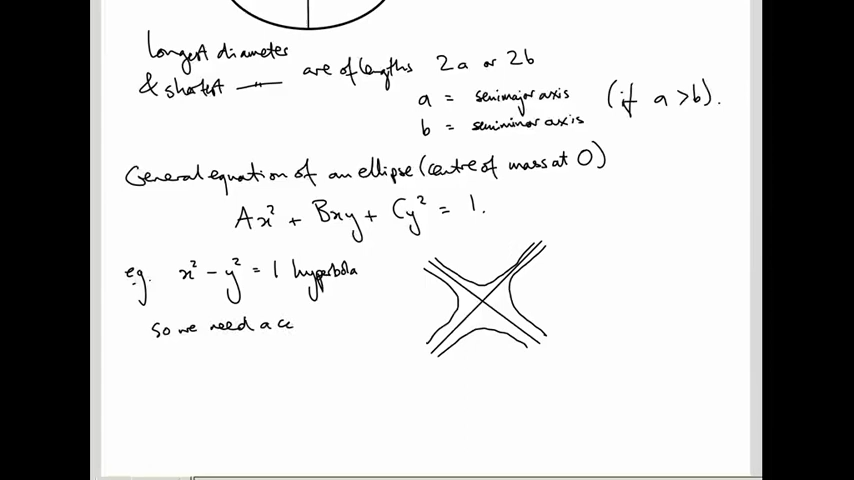 longest diameter
& shortest —"— are of lengths 2a or 2b
a = semimajor axis (if a > b).
b = semiminor axis
General equation of an ellipse (centre of mass at O)
Ax² + Bxy + Cy² = 1.
eg. x² - y² = 1 hyperbola
So we need a c